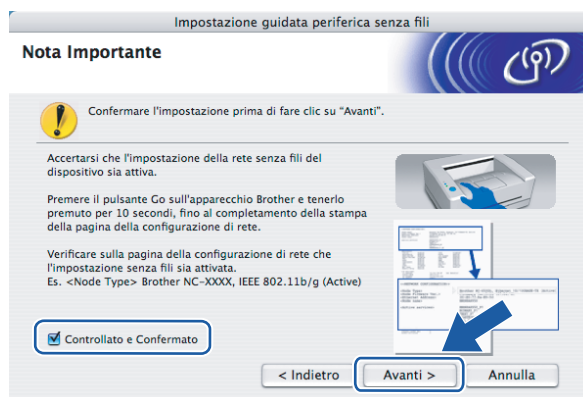 Impostazione guidata periferica senza fili
Nota Importante
Confermare l'impostazione prima di fare clic su "Avanti".
Accertarsi che l'impostazione della rete senza fili del
dispositivo sia attiva.
Premere il pulsante Go sull'apparecchio Brother e tenerlo
premuto per 10 secondi, fino al completamento della stampa
della pagina della configurazione di rete.
Verificare sulla pagina della configurazione di rete che
l'impostazione senza fili sia attivata.
Es. <Node Type> Brother NC-XXXX, IEEE 802.11b/g (Active)
Controllato e Confermato
< Indietro
Avanti >
Annulla